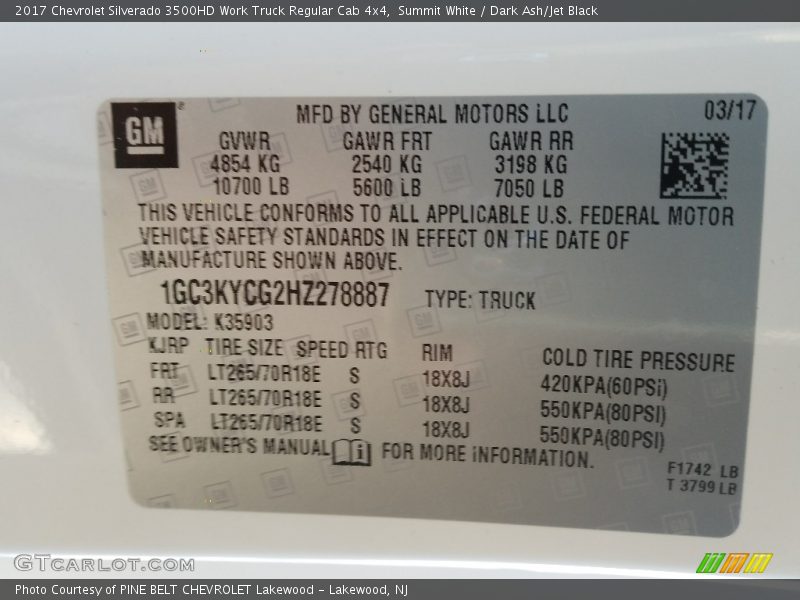 2017 Chevrolet Silverado 3500HD Work Truck Regular Cab 4x4,  Summit White / Dark Ash/Jet Black
GM
MFD BY GENERAL MOTORS LLC 03/17
GVWR GAWR FRT GAWR RR
4854 KG 2540 KG 3198 KG
10700 LB 5600 LB 7050 LB
THIS VEHICLE CONFORMS TO ALL APPLICABLE U.S. FEDERAL MOTOR
VEHICLE SAFETY STANDARDS IN EFFECT ON THE DATE OF
MANUFACTURE SHOWN ABOVE.
1GC3KYCG2HZ278887 TYPE: TRUCK
MODEL: K35903
KJRP TIRE SIZE SPEED RTG RIM COLD TIRE PRESSURE
FRT LT265/70R18E S 18X8J 420KPA(60PSI)
RR LT265/70R18E S 18X8J 550KPA(80PSI)
SPA LT265/70R18E S 18X8J 550KPA(80PSI)
SEE OWNER'S MANUAL i FOR MORE INFORMATION.
F1742 LB
T 3799 LB
GTCARLOT.COM
Photo Courtesy of PINE BELT CHEVROLET Lakewood - Lakewood, NJ